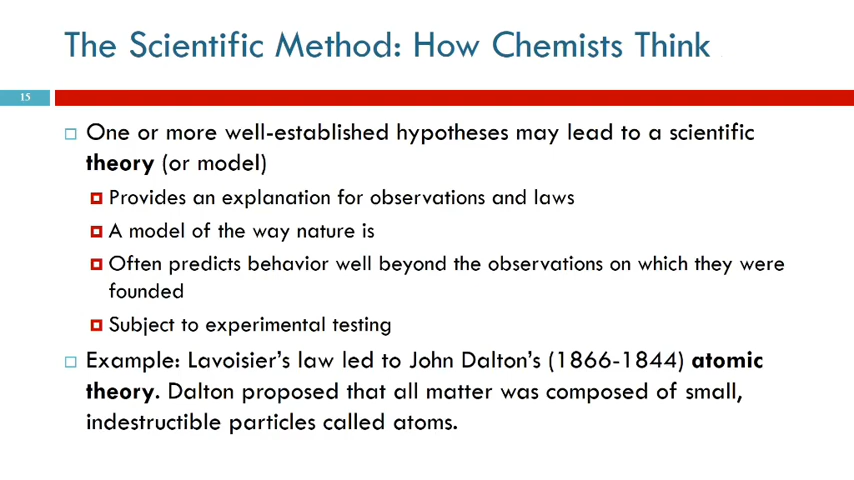 The Scientific Method: How Chemists Think
15
One or more well-established hypotheses may lead to a scientific
theory (or model)
Provides an explanation for observations and laws
A model of the way nature is
Often predicts behavior well beyond the observations on which they were
founded
Subject to experimental testing
Example: Lavoisier’s law led to John Dalton’s (1866-1844) atomic
theory. Dalton proposed that all matter was composed of small,
indestructible particles called atoms.